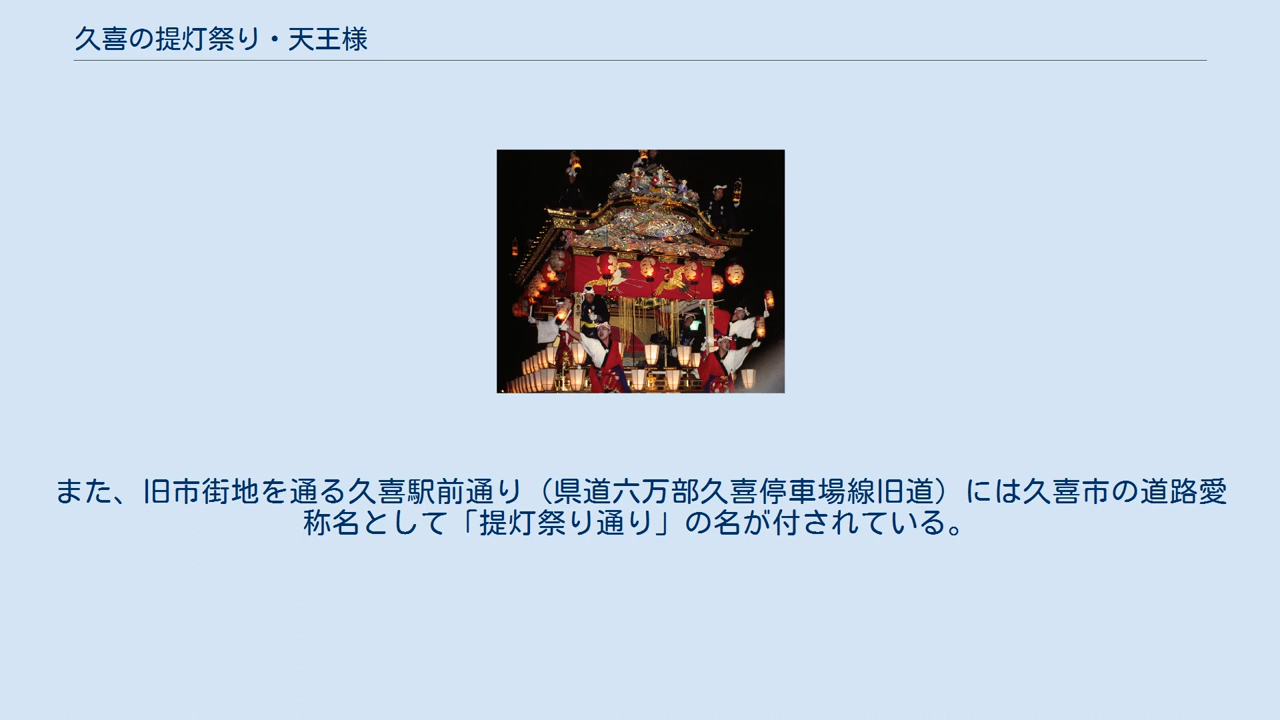 久喜の提灯祭り・天王様
また、旧市街地を通る久喜駅前通り（県道六万部久喜停車場線旧道）には久喜市の道路愛
称名として「提灯祭り通り」の名が付されている。